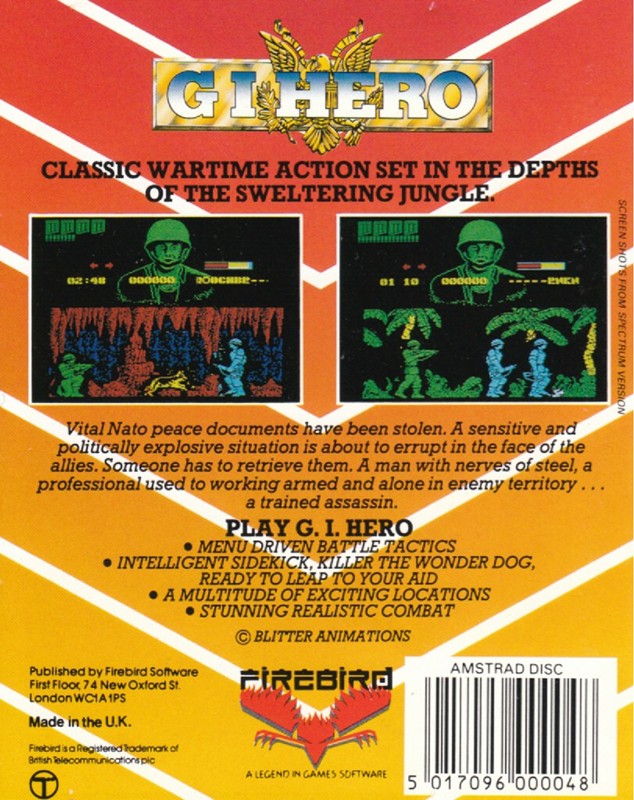 G I HERO
CLASSIC WARTIME ACTION SET IN THE DEPTHS
OF THE SWELTERING JUNGLE.
SCREEN SHOTS FROM SPECTRUM VERSION
02:48 000000
01 10 000000
Vital Nato peace documents have been stolen. A sensitive and
politically explosive situation is about to errupt in the face of the
allies. Someone has to retrieve them. A man with nerves of steel, a
professional used to working armed and alone in enemy territory . . .
a trained assassin.
PLAY G. I. HERO
• MENU DRIVEN BATTLE TACTICS
• INTELLIGENT SIDEKICK, KILLER THE WONDER DOG,
READY TO LEAP TO YOUR AID
• A MULTITUDE OF EXCITING LOCATIONS
• STUNNING REALISTIC COMBAT
© BLITTER ANIMATIONS
Published by Firebird Software
First Floor, 74 New Oxford St.
London WC1A 1PS
Made in the U.K.
Firebird is a Registered Trademark of
British Telecommunications plc
T
FIREBIRD
A LEGEND IN GAMES SOFTWARE
AMSTRAD DISC
5 017096 000048